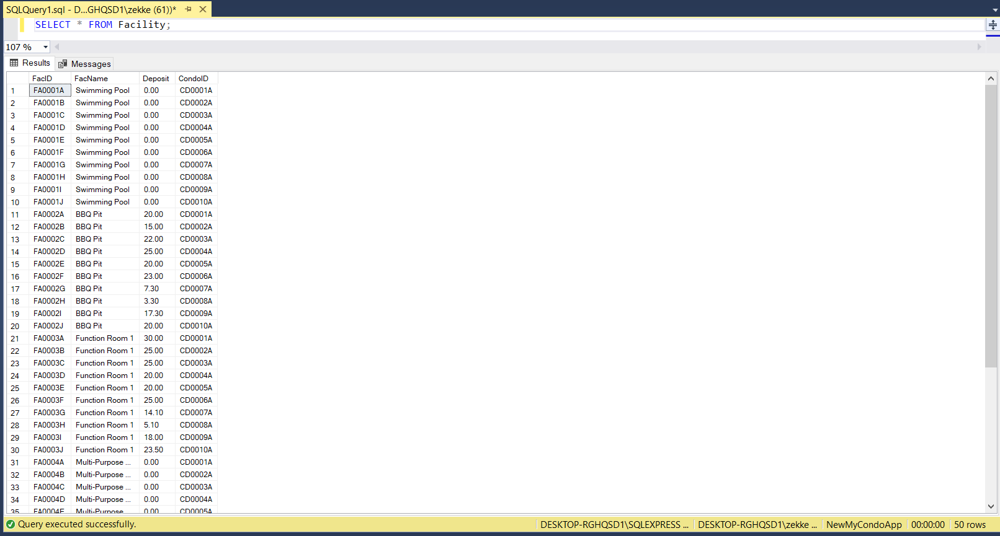 SQLQuery1.sql - D...GHQSD1\zekke (61))*
SELECT * FROM Facility;
107 %
Results Messages
FacID FacName Deposit CondoID
1 FA0001A Swimming Pool 0.00 CD0001A
2 FA0001B Swimming Pool 0.00 CD0002A
3 FA0001C Swimming Pool 0.00 CD0003A
4 FA0001D Swimming Pool 0.00 CD0004A
5 FA0001E Swimming Pool 0.00 CD0005A
6 FA0001F Swimming Pool 0.00 CD0006A
7 FA0001G Swimming Pool 0.00 CD0007A
8 FA0001H Swimming Pool 0.00 CD0008A
9 FA0001I Swimming Pool 0.00 CD0009A
10 FA0001J Swimming Pool 0.00 CD0010A
11 FA0002A BBQ Pit 20.00 CD0001A
12 FA0002B BBQ Pit 15.00 CD0002A
13 FA0002C BBQ Pit 22.00 CD0003A
14 FA0002D BBQ Pit 25.00 CD0004A
15 FA0002E BBQ Pit 20.00 CD0005A
16 FA0002F BBQ Pit 23.00 CD0006A
17 FA0002G BBQ Pit 7.30 CD0007A
18 FA0002H BBQ Pit 3.30 CD0008A
19 FA0002I BBQ Pit 17.30 CD0009A
20 FA0002J BBQ Pit 20.00 CD0010A
21 FA0003A Function Room 1 30.00 CD0001A
22 FA0003B Function Room 1 25.00 CD0002A
23 FA0003C Function Room 1 25.00 CD0003A
24 FA0003D Function Room 1 20.00 CD0004A
25 FA0003E Function Room 1 20.00 CD0005A
26 FA0003F Function Room 1 25.00 CD0006A
27 FA0003G Function Room 1 14.10 CD0007A
28 FA0003H Function Room 1 5.10 CD0008A
29 FA0003I Function Room 1 18.00 CD0009A
30 FA0003J Function Room 1 23.50 CD0010A
31 FA0004A Multi-Purpose ... 0.00 CD0001A
32 FA0004B Multi-Purpose ... 0.00 CD0002A
33 FA0004C Multi-Purpose ... 0.00 CD0003A
34 FA0004D Multi-Purpose ... 0.00 CD0004A
35 FA0004E Multi-Purpose 0.00 CD0005A
Query executed successfully. DESKTOP-RGHQSD1\SQLEXPRESS ... DESKTOP-RGHQSD1\zekke ... NewMyCondoApp 00:00:00 50 rows